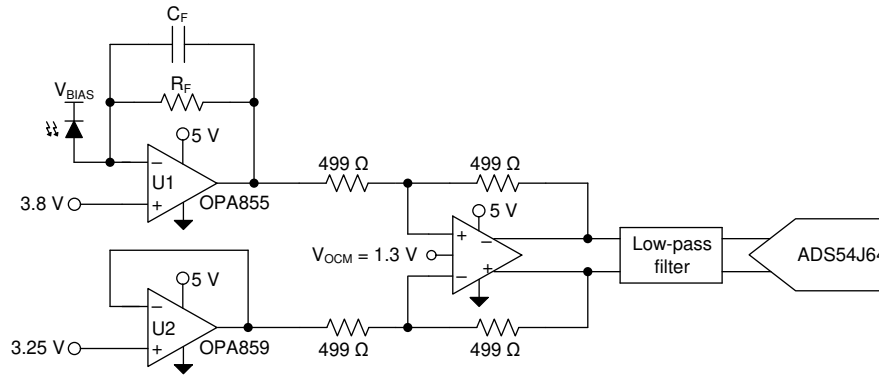 CF
RF
VBIAS
5 V
−
U1
+
3.8 V
OPA855
499 Ω
499 Ω
5 V
+
−
VOCM = 1.3 V
−
+
Low-pass
filter
ADS54J64
5 V
−
U2
+
3.25 V
OPA859
499 Ω
499 Ω